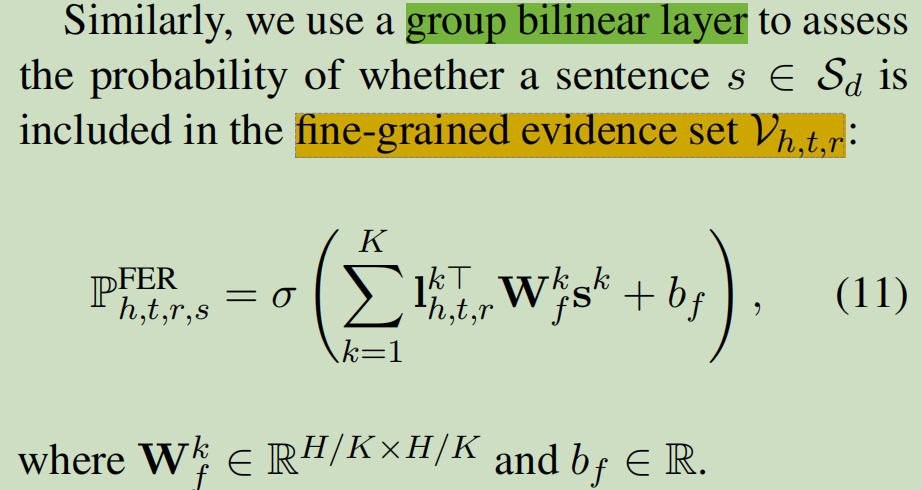 Similarly, we use a group bilinear layer to assess
the probability of whether a sentence $s \in \mathcal{S}_d$ is
included in the fine-grained evidence set $\mathcal{V}_{h,t,r}$:
$\mathbb{P}^{\text{FER}}_{h,t,r,s} = \sigma \left( \sum_{k=1}^{K} \mathbf{l}^{k\top}_{h,t,r} \mathbf{W}^{k}_{f} \mathbf{s}^{k} + b_f \right),$ (11)
where $\mathbf{W}^{k}_{f} \in \mathbb{R}^{H/K \times H/K}$ and $b_f \in \mathbb{R}$.